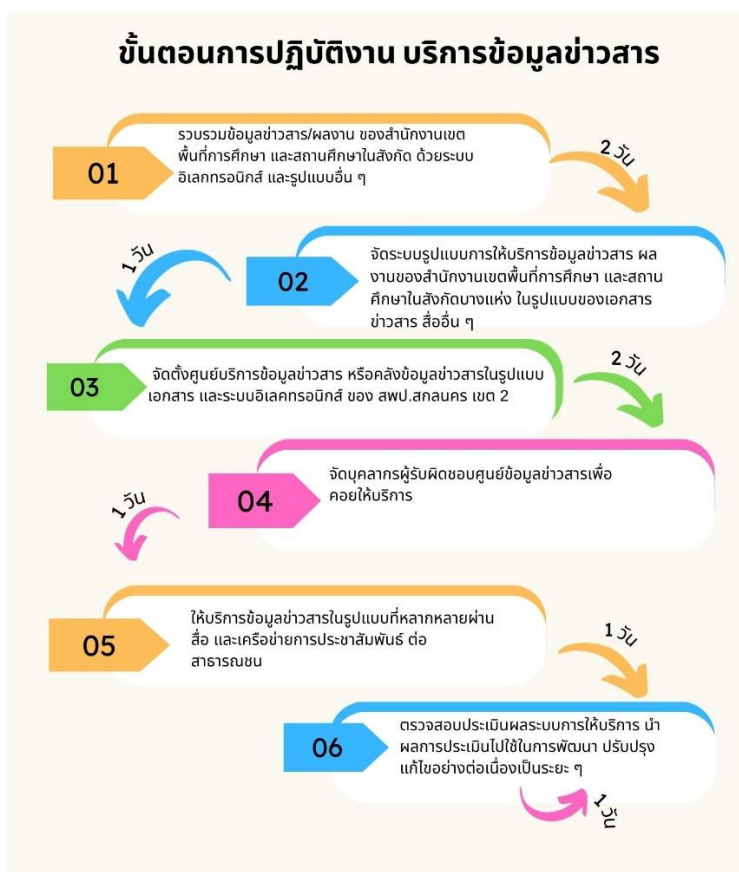 ขั้นตอนการปฏิบัติงาน บริการข้อมูลข่าวสาร
01
รวบรวมข้อมูลข่าวสาร/ผลงาน ของสำนักงานเขต
พื้นที่การศึกษา และสถานศึกษาในสังกัด ด้วยระบบ
อิเลกทรอนิกส์ และรูปแบบอื่น ๆ
2 วัน
02
จัดระบบรูปแบบการให้บริการข้อมูลข่าวสาร ผล
งานของสำนักงานเขตพื้นที่การศึกษา และสถาน
ศึกษาในสังกัดบางแห่ง ในรูปแบบของเอกสาร
ข่าวสาร สื่ออื่น ๆ
1 วัน
03
จัดตั้งศูนย์บริการข้อมูลข่าวสาร หรือคลังข้อมูลข่าวสารในรูปแบบ
เอกสาร และระบบอิเลคทรอนิกส์ ของ สพป.สกลนคร เขต 2
2 วัน
04
จัดบุคลากรผู้รับผิดชอบศูนย์ข้อมูลข่าวสารเพื่อ
คอยให้บริการ
1 วัน
05
ให้บริการข้อมูลข่าวสารในรูปแบบที่หลากหลายผ่าน
สื่อ และเครือข่ายการประชาสัมพันธ์ ต่อ
สาธารณชน
1 วัน
06
ตรวจสอบประเมินผลระบบการให้บริการ นำ
ผลการประเมินไปใช้ในการพัฒนา ปรับปรุง
แก้ไขอย่างต่อเนื่องเป็นระยะ ๆ
1 วัน